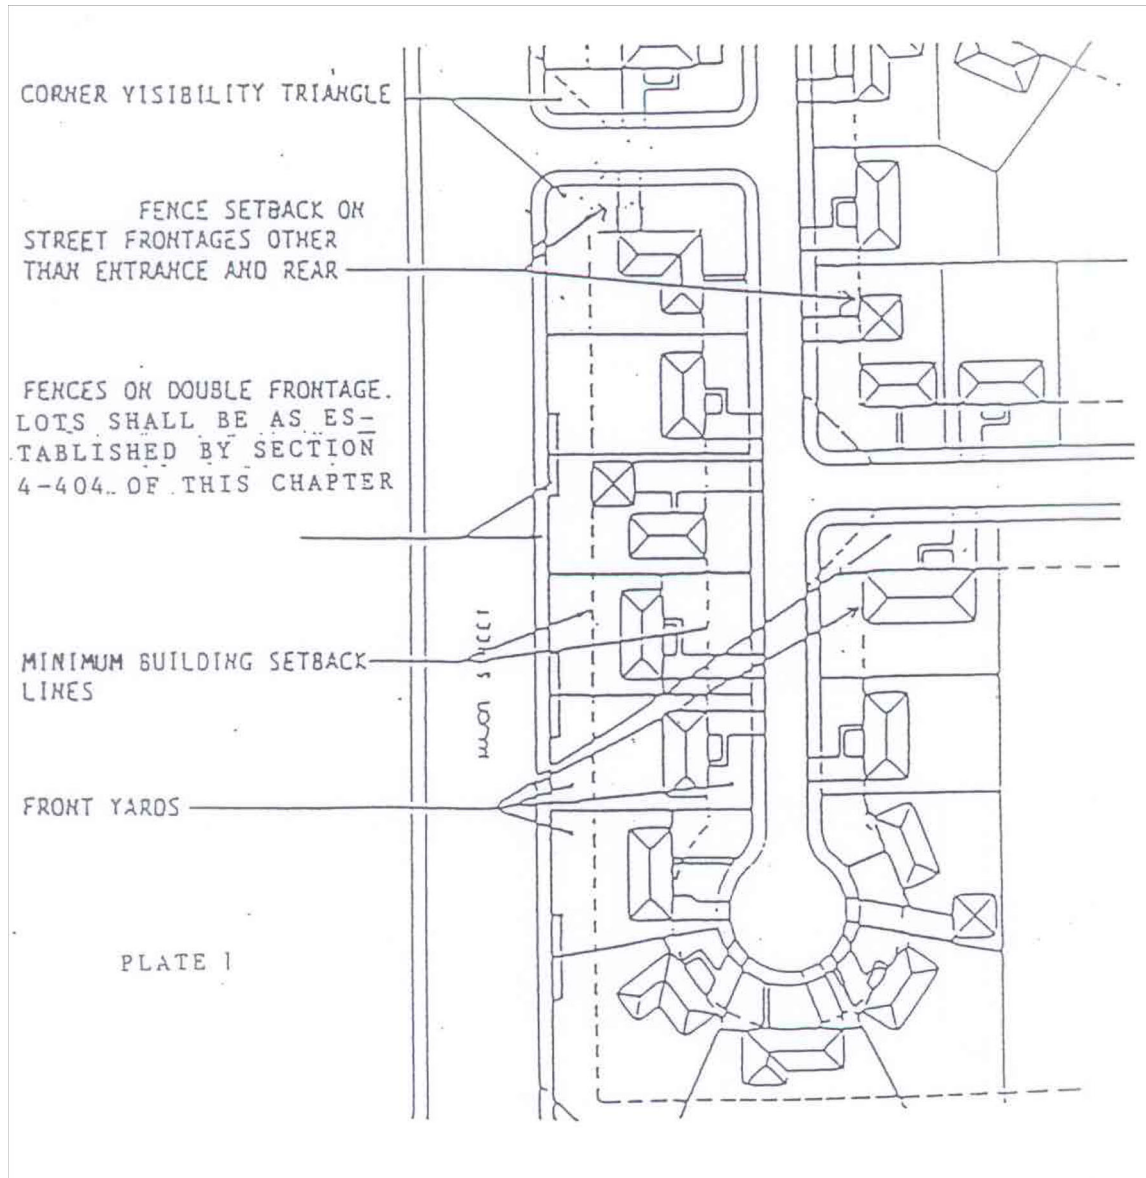 CORNER VISIBILITY TRIANGLE
FENCE SETBACK ON
STREET FRONTAGES OTHER
THAN ENTRANCE AND REAR
FENCES ON DOUBLE FRONTAGE.
LOTS SHALL BE AS ES-
TABLISHED BY SECTION
4-404. OF THIS CHAPTER
MINIMUM BUILDING SETBACK
LINES
FRONT YARDS
PLATE 1